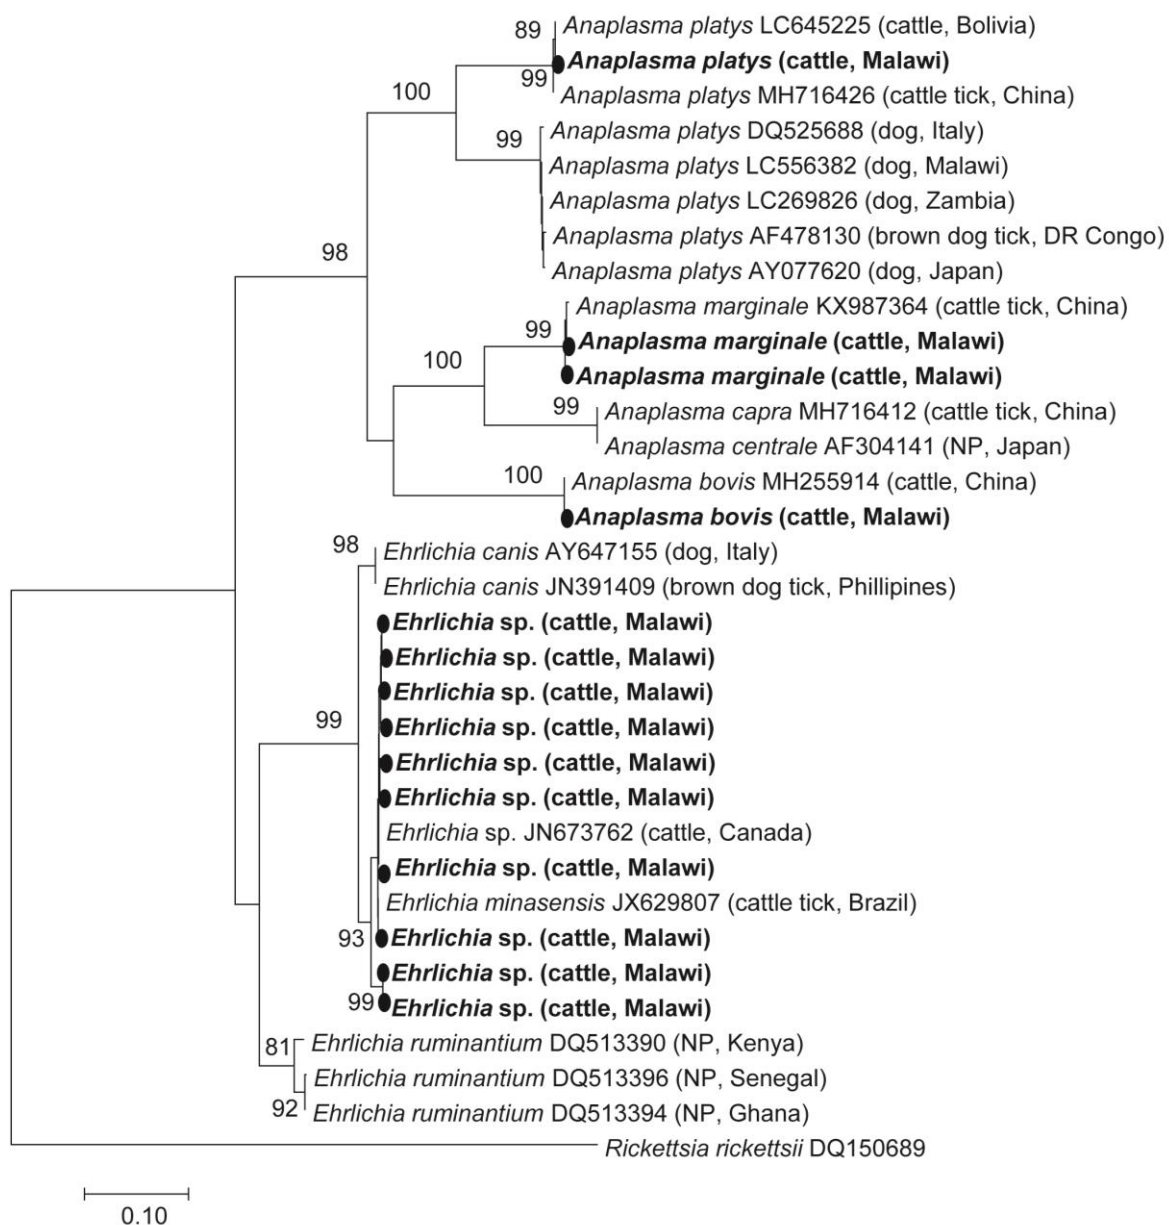 89
Anaplasma platys LC645225 (cattle, Bolivia)
Anaplasma platys (cattle, Malawi)
99
Anaplasma platys MH716426 (cattle tick, China)
100
Anaplasma platys DQ525688 (dog, Italy)
99
Anaplasma platys LC556382 (dog, Malawi)
Anaplasma platys LC269826 (dog, Zambia)
Anaplasma platys AF478130 (brown dog tick, DR Congo)
98
Anaplasma platys AY077620 (dog, Japan)
Anaplasma marginale KX987364 (cattle tick, China)
99
Anaplasma marginale (cattle, Malawi)
100
Anaplasma marginale (cattle, Malawi)
99
Anaplasma capra MH716412 (cattle tick, China)
Anaplasma centrale AF304141 (NP, Japan)
100
Anaplasma bovis MH255914 (cattle, China)
Anaplasma bovis (cattle, Malawi)
98
Ehrlichia canis AY647155 (dog, Italy)
Ehrlichia canis JN391409 (brown dog tick, Phillipines)
Ehrlichia sp. (cattle, Malawi)
Ehrlichia sp. (cattle, Malawi)
Ehrlichia sp. (cattle, Malawi)
99
Ehrlichia sp. (cattle, Malawi)
Ehrlichia sp. (cattle, Malawi)
Ehrlichia sp. (cattle, Malawi)
Ehrlichia sp. JN673762 (cattle, Canada)
Ehrlichia sp. (cattle, Malawi)
Ehrlichia minasensis JX629807 (cattle tick, Brazil)
93
Ehrlichia sp. (cattle, Malawi)
Ehrlichia sp. (cattle, Malawi)
99
Ehrlichia sp. (cattle, Malawi)
81
Ehrlichia ruminantium DQ513390 (NP, Kenya)
Ehrlichia ruminantium DQ513396 (NP, Senegal)
92
Ehrlichia ruminantium DQ513394 (NP, Ghana)
Rickettsia rickettsii DQ150689
0.10